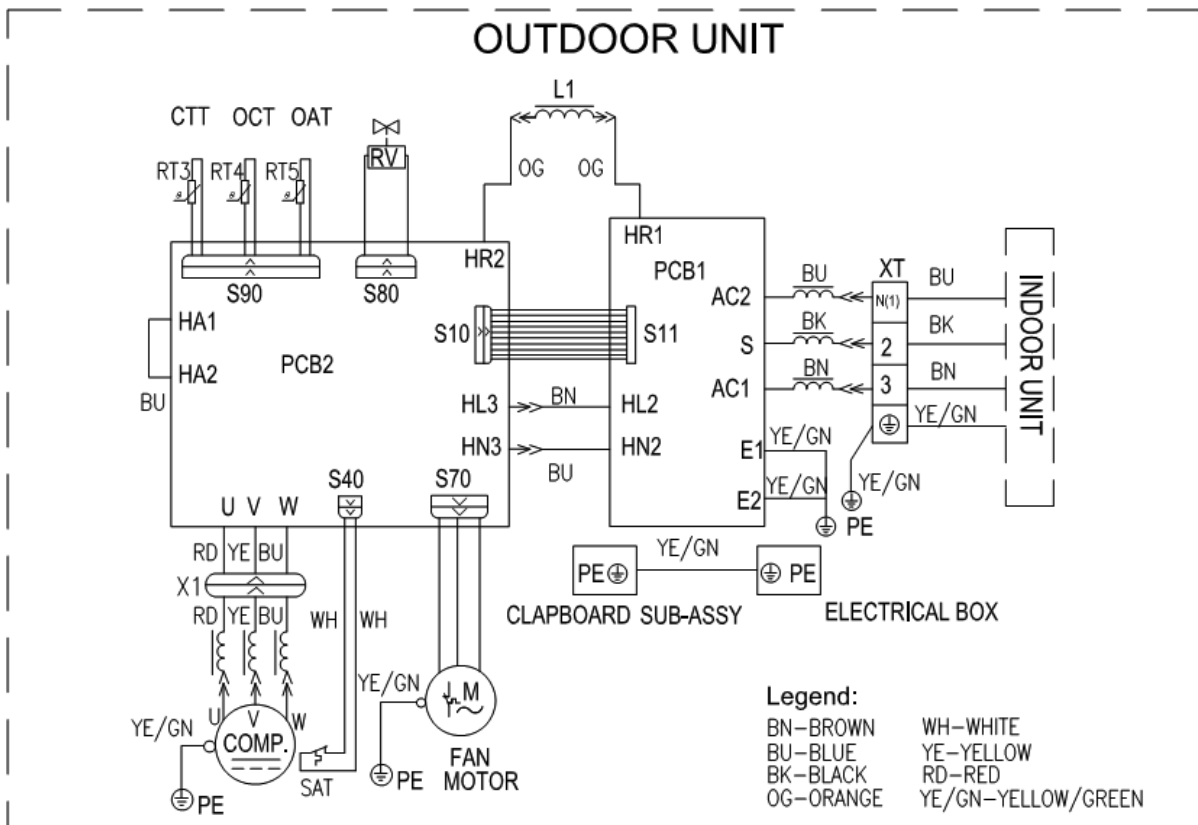 OUTDOOR UNIT
L1
CTT OCT OAT
RT3 RT4 RT5
RV
OG OG
HR2
HR1
S90 S80
PCB1
HA1
HA2
BU
PCB2
S10 S11
HL3 BN HL2
HN3 BU HN2
AC2 BU XT BU
N(1)
S BK 2 BK
AC1 BN 3 BN
INDOOR UNIT
YE/GN
E1 YE/GN
E2 YE/GN
PE
YE/GN
U V W
S40 S70
RD YE BU
X1
RD YE BU
WH WH
U V W
COMP.
YE/GN
PE
SAT
YE/GN
PE
M
FAN
MOTOR
PE YE/GN PE
CLAPBOARD SUB-ASSY ELECTRICAL BOX
Legend:
BN-BROWN WH-WHITE
BU-BLUE YE-YELLOW
BK-BLACK RD-RED
OG-ORANGE YE/GN-YELLOW/GREEN